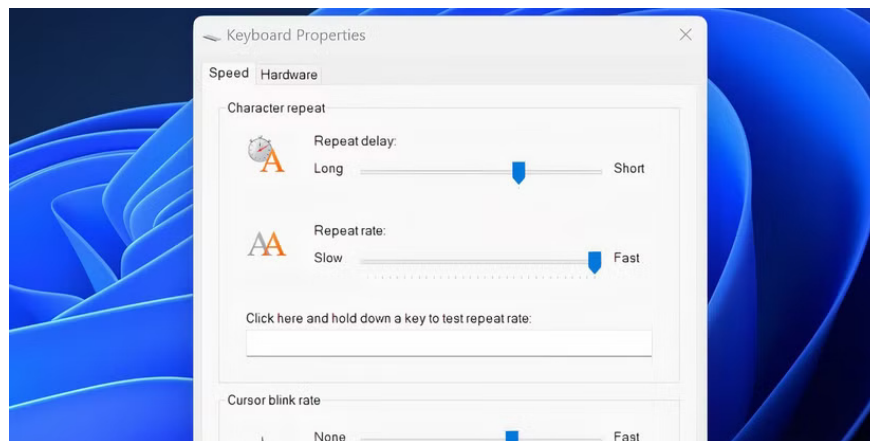 Keyboard Properties
Speed Hardware
Character repeat
Repeat delay:
Long Short
Repeat rate:
Slow Fast
Click here and hold down a key to test repeat rate:
Cursor blink rate
None Fast